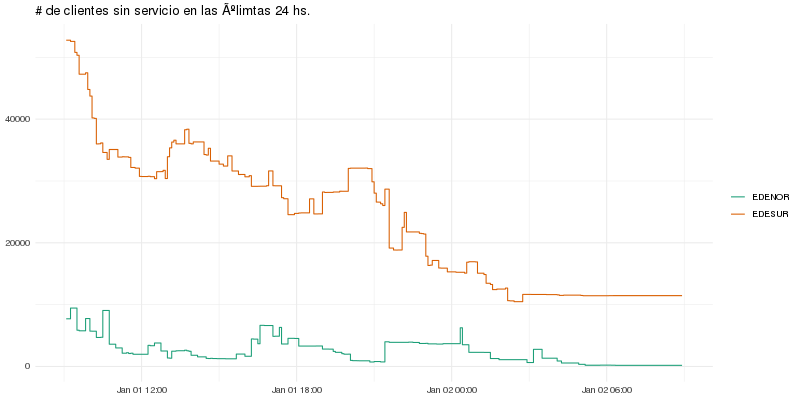 # de clientes sin servicio en las Ãºlimtas 24 hs.
40000
20000
0
Jan 01 12:00
Jan 01 18:00
Jan 02 00:00
Jan 02 06:00
EDENOR
EDESUR